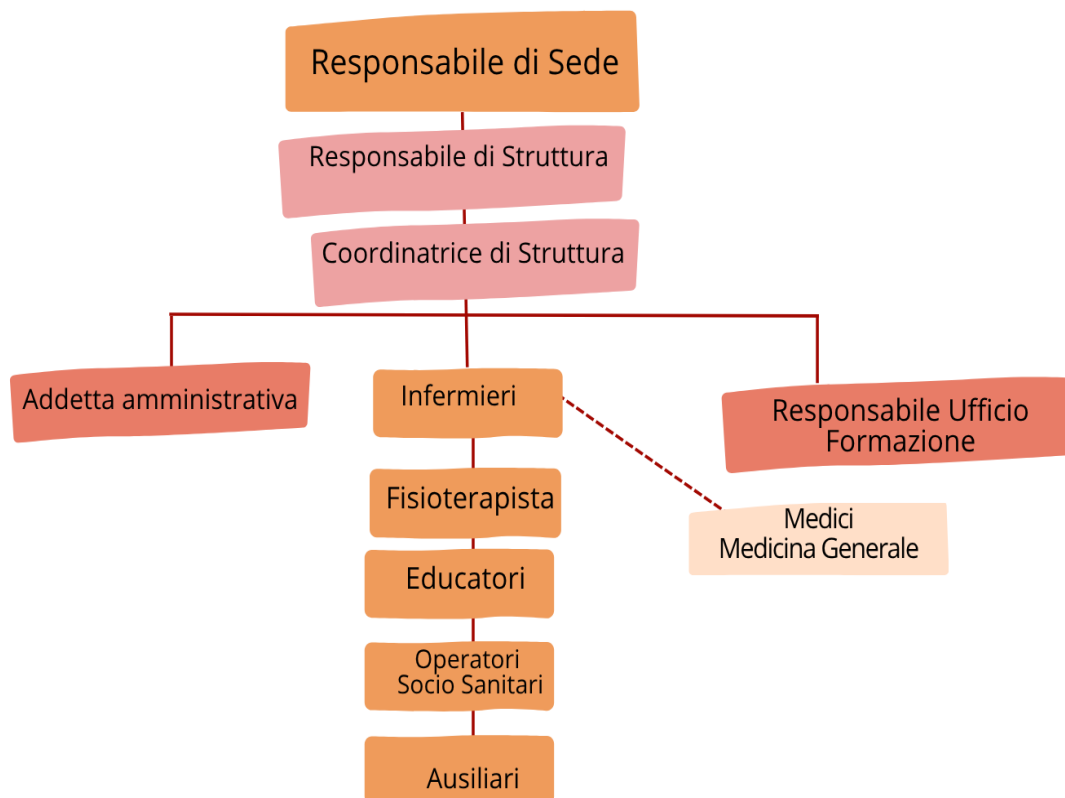 Responsabile di Sede
Responsabile di Struttura
Coordinatrice di Struttura
Addetta amministrativa
Infermieri
Responsabile Ufficio
Formazione
Fisioterapista
Medici
Medicina Generale
Educatori
Operatori
Socio Sanitari
Ausiliari